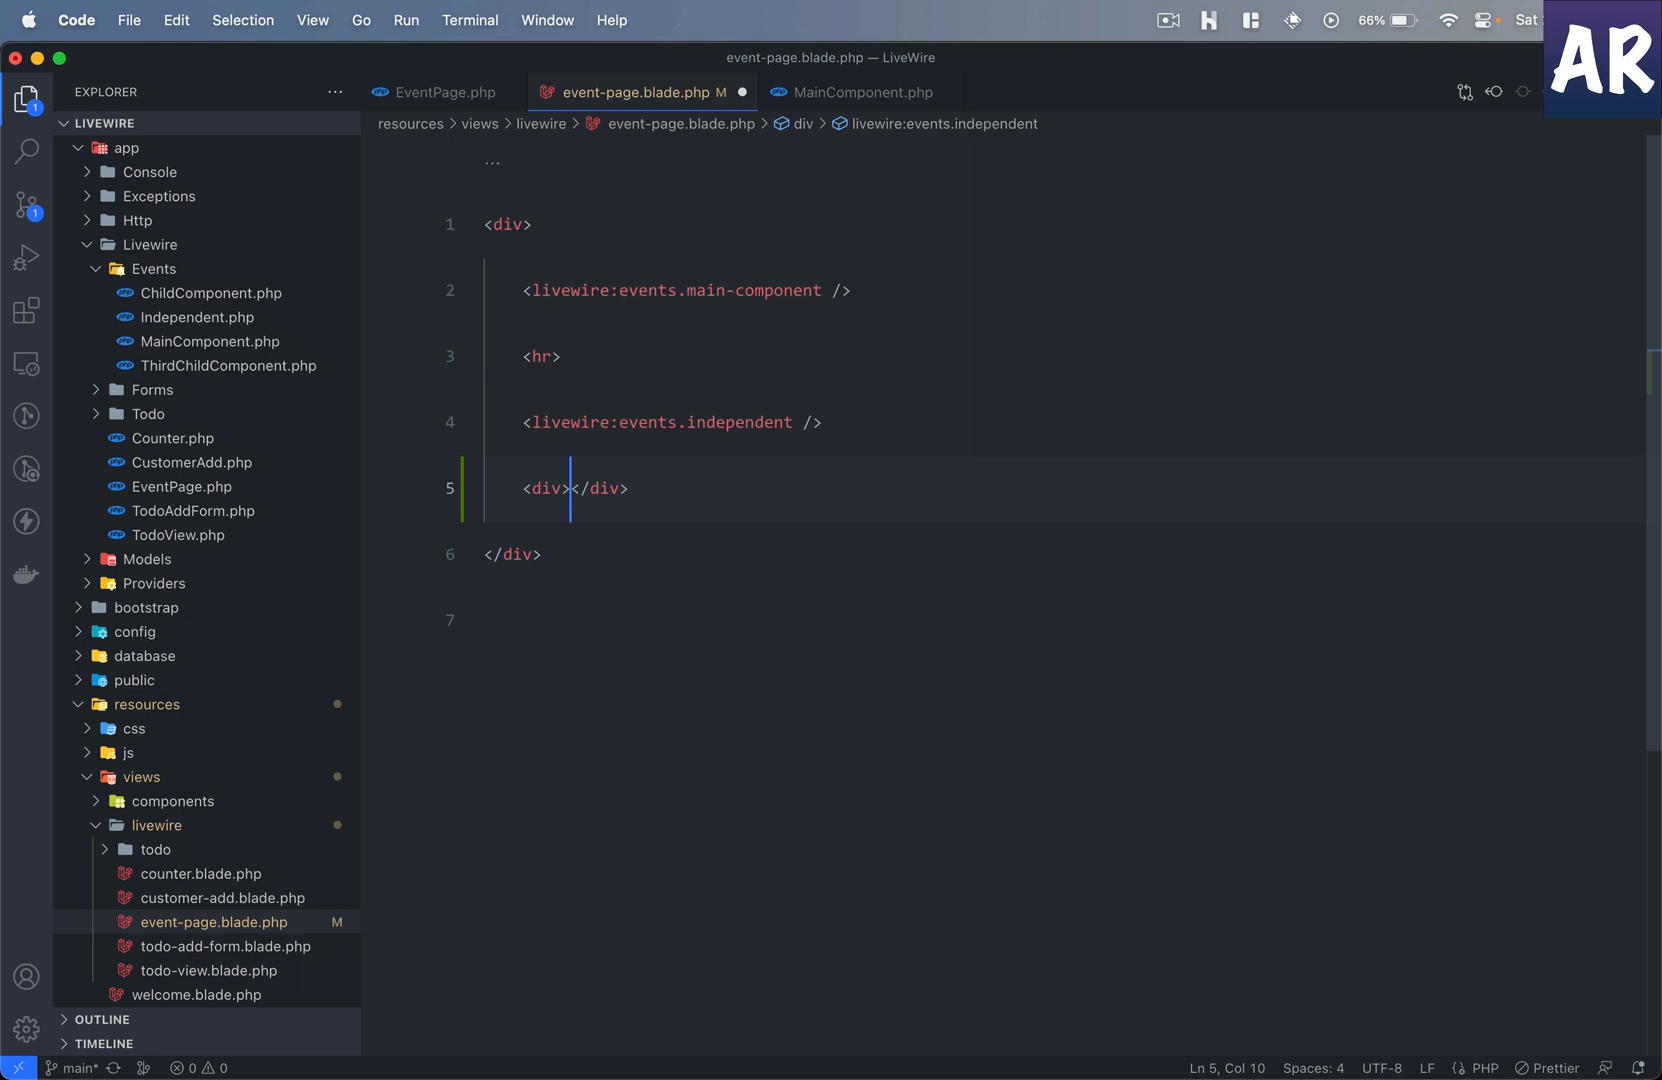 Code File Edit Selection View Go Run Terminal Window Help 66% Sat
AR
event-page.blade.php — LiveWire
EXPLORER ...
EventPage.php event-page.blade.php M MainComponent.php
LIVEWIRE
resources > views > livewire > event-page.blade.php > div > livewire:events.independent
app
Console
Exceptions
Http
Livewire
Events
ChildComponent.php
Independent.php
MainComponent.php
ThirdChildComponent.php
Forms
Todo
Counter.php
CustomerAdd.php
EventPage.php
TodoAddForm.php
TodoView.php
Models
Providers
bootstrap
config
database
public
resources
css
js
views
components
livewire
todo
counter.blade.php
customer-add.blade.php
event-page.blade.php M
todo-add-form.blade.php
todo-view.blade.php
welcome.blade.php
OUTLINE
TIMELINE
1
1
...
1 <div>
2 <livewire:events.main-component />
3 <hr>
4 <livewire:events.independent />
5 <div></div>
6 </div>
7
main* 0 0 Ln 5, Col 10 Spaces: 4 UTF-8 LF PHP Prettier